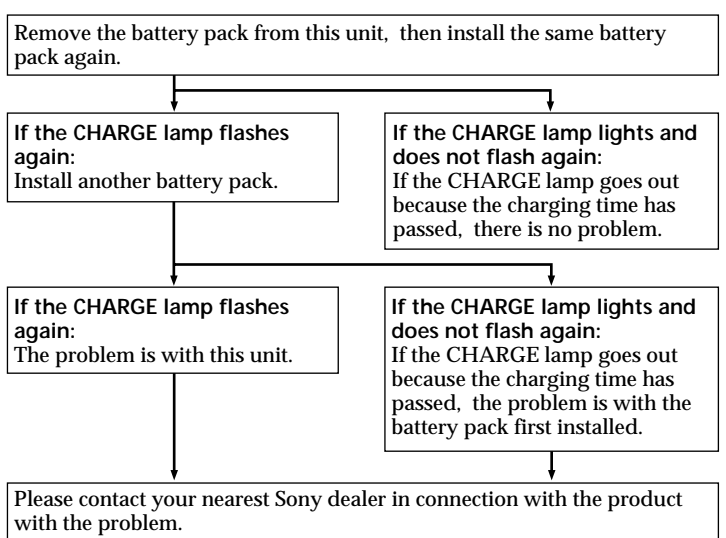 Remove the battery pack from this unit, then install the same battery
pack again.
If the CHARGE lamp flashes
again:
Install another battery pack.
If the CHARGE lamp lights and
does not flash again:
If the CHARGE lamp goes out
because the charging time has
passed, there is no problem.
If the CHARGE lamp flashes
again:
The problem is with this unit.
If the CHARGE lamp lights and
does not flash again:
If the CHARGE lamp goes out
because the charging time has
passed, the problem is with the
battery pack first installed.
Please contact your nearest Sony dealer in connection with the product
with the problem.